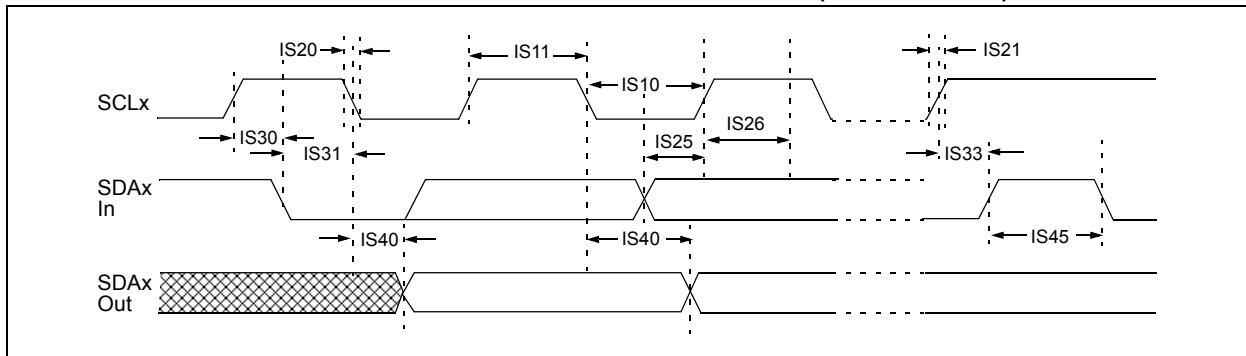 IS20
IS11
IS21
IS10
SCLx
IS30
IS26
IS31
IS25
IS33
SDAx
In
IS40
IS40
IS45
SDAx
Out